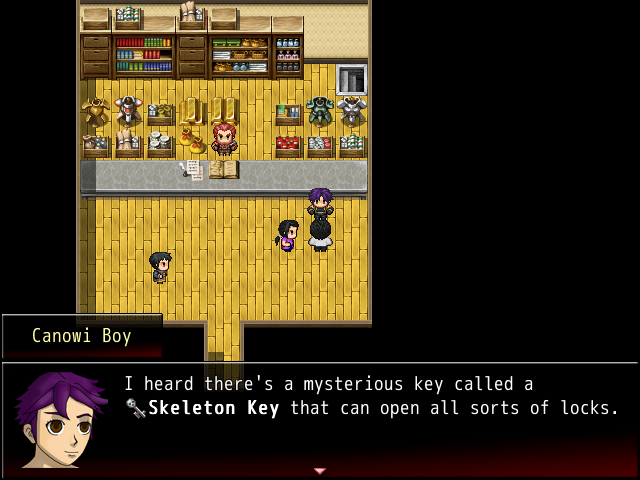 Canowi Boy
I heard there's a mysterious key called a
Skeleton Key that can open all sorts of locks.